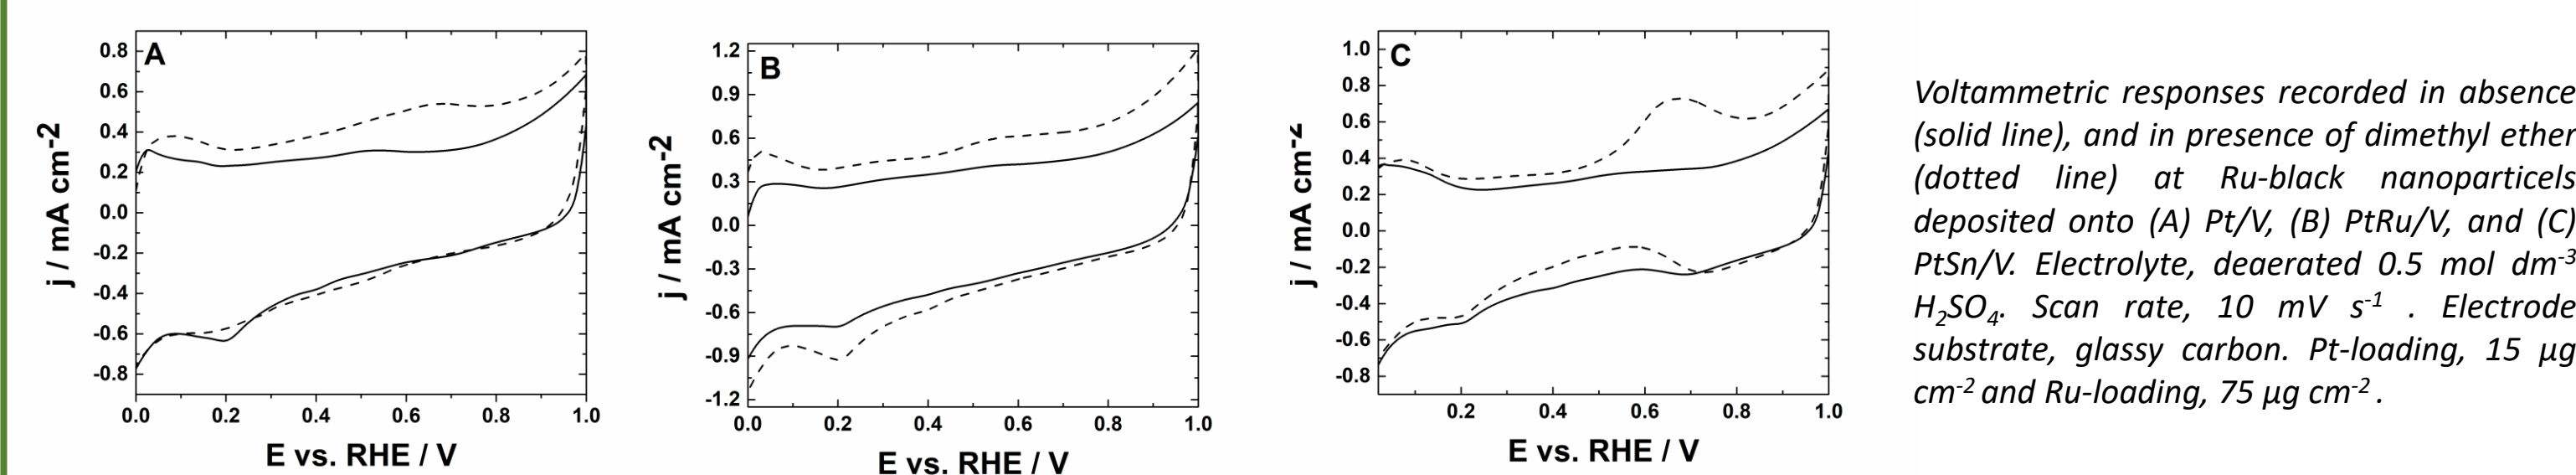 A
0.8
0.6
0.4
0.2
0.0
-0.2
-0.4
-0.6
-0.8
j / mA cm-2
0.0 0.2 0.4 0.6 0.8 1.0
E vs. RHE / V
B
1.2
0.9
0.6
0.3
0.0
-0.3
-0.6
-0.9
-1.2
j / mA cm-2
0.0 0.2 0.4 0.6 0.8 1.0
E vs. RHE / V
C
1.0
0.8
0.6
0.4
0.2
0.0
-0.2
-0.4
-0.6
-0.8
j / mA cm-2
0.2 0.4 0.6 0.8 1.0
E vs. RHE / V
Voltammetric responses recorded in absence
(solid line), and in presence of dimethyl ether
(dotted line) at Ru-black nanoparticels
deposited onto (A) Pt/V, (B) PtRu/V, and (C)
PtSn/V. Electrolyte, deaerated 0.5 mol dm-3
H2SO4. Scan rate, 10 mV s-1 . Electrode
substrate, glassy carbon. Pt-loading, 15 μg
cm-2 and Ru-loading, 75 μg cm-2 .